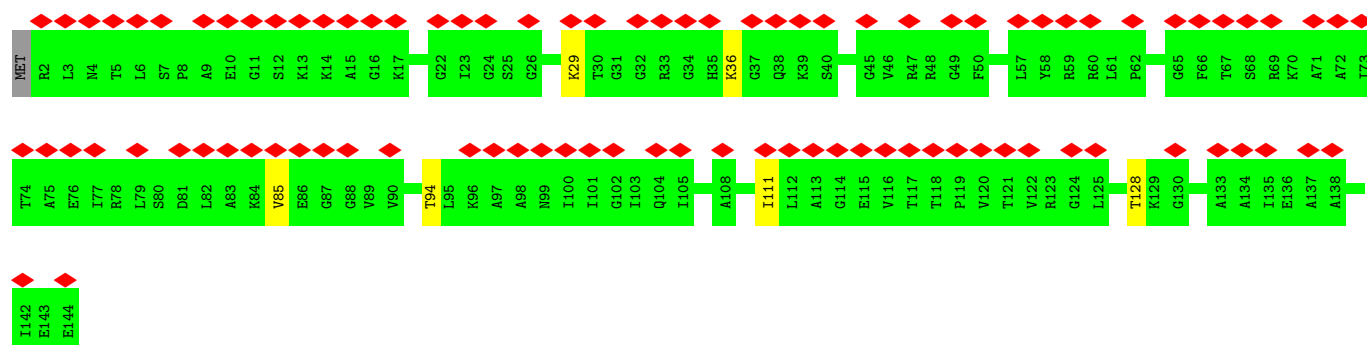 MET R2 L3 N4 T5 L6 S7 P8 A9 E10 G11 S12 K13 K14 A15 G16 K17 G22 I23 G24 S25 G26 K29 T30 G31 G32 R33 G34 H35 K36 G37 Q38 K39 S40 G45 V46 R47 R48 G49 F50 L57 Y58 R59 R60 L61 P62 G65 F66 T67 S68 R69 K70 A71 A72 I73
T74 A75 E76 I77 R78 L79 S80 D81 L82 A83 K84 V85 E86 G87 G88 V89 V90 T94 L95 K96 A97 A98 N99 I100 I101 G102 I103 Q104 I105 A108 I111 L112 A113 G114 E115 V116 T117 T118 P119 V120 T121 V122 R123 G124 L125 T128 K129 G130 A133 A134 I135 E136 A137 A138
I142 E143 E144